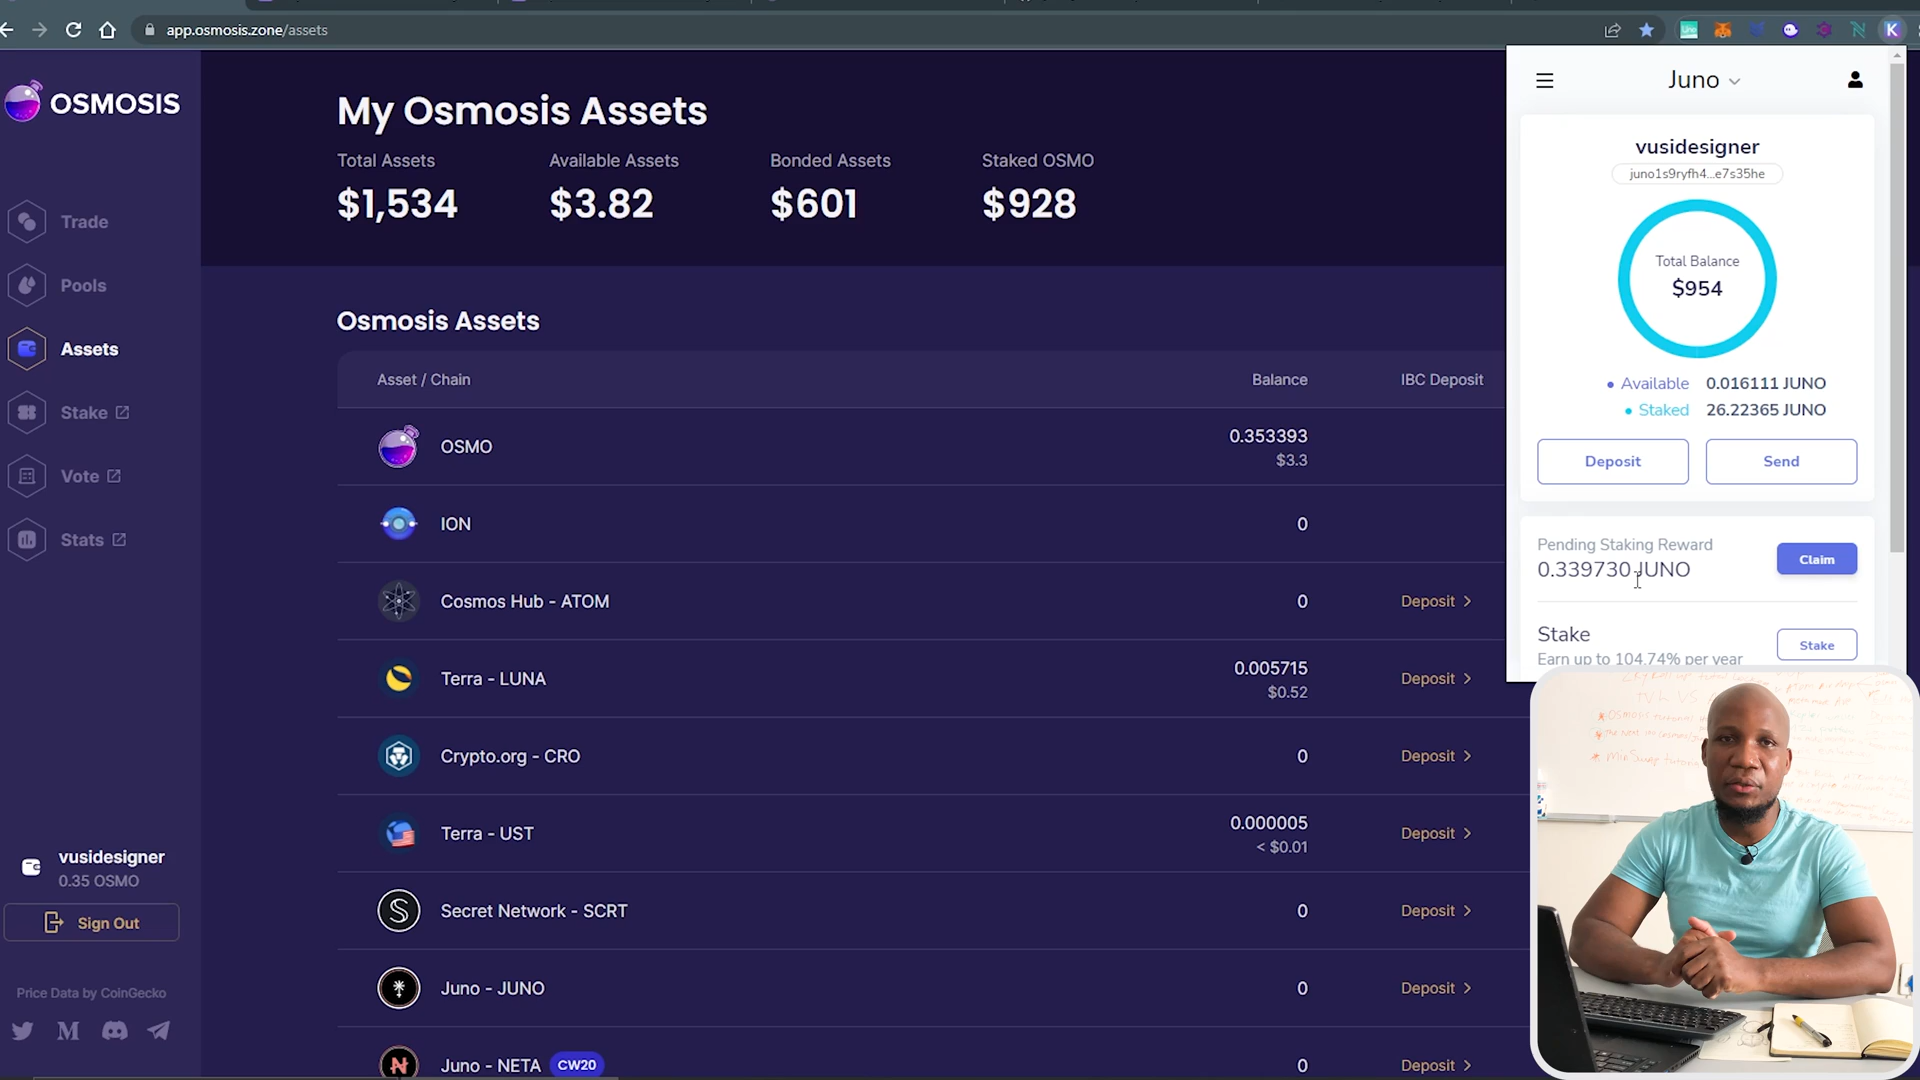 app.osmosis.zone/assets
K
OSMOSIS
Trade
Pools
Assets
Stake
Vote
Stats
vusidesigner
0.35 OSMO
Sign Out
Price Data by CoinGecko
My Osmosis Assets
Total Assets
$1,534
Available Assets
$3.82
Bonded Assets
$601
Staked OSMO
$928
Osmosis Assets
Asset / Chain Balance IBC Deposit
OSMO 0.353393
$3.3
ION 0
Cosmos Hub - ATOM 0 Deposit
Terra - LUNA 0.005715 Deposit
$0.52
Crypto.org - CRO 0 Deposit
Terra - UST 0.000005 Deposit
< $0.01
Secret Network - SCRT 0 Deposit
Juno - JUNO 0 Deposit
Juno - NETA CW20 0 Deposit
Juno
vusidesigner
juno1s9ryfh4...e7s35he
Total Balance
$954
Available 0.016111 JUNO
Staked 26.22365 JUNO
Deposit Send
Pending Staking Reward
0.339730 JUNO
Claim
Stake
Earn up to 104.74% per year
Stake